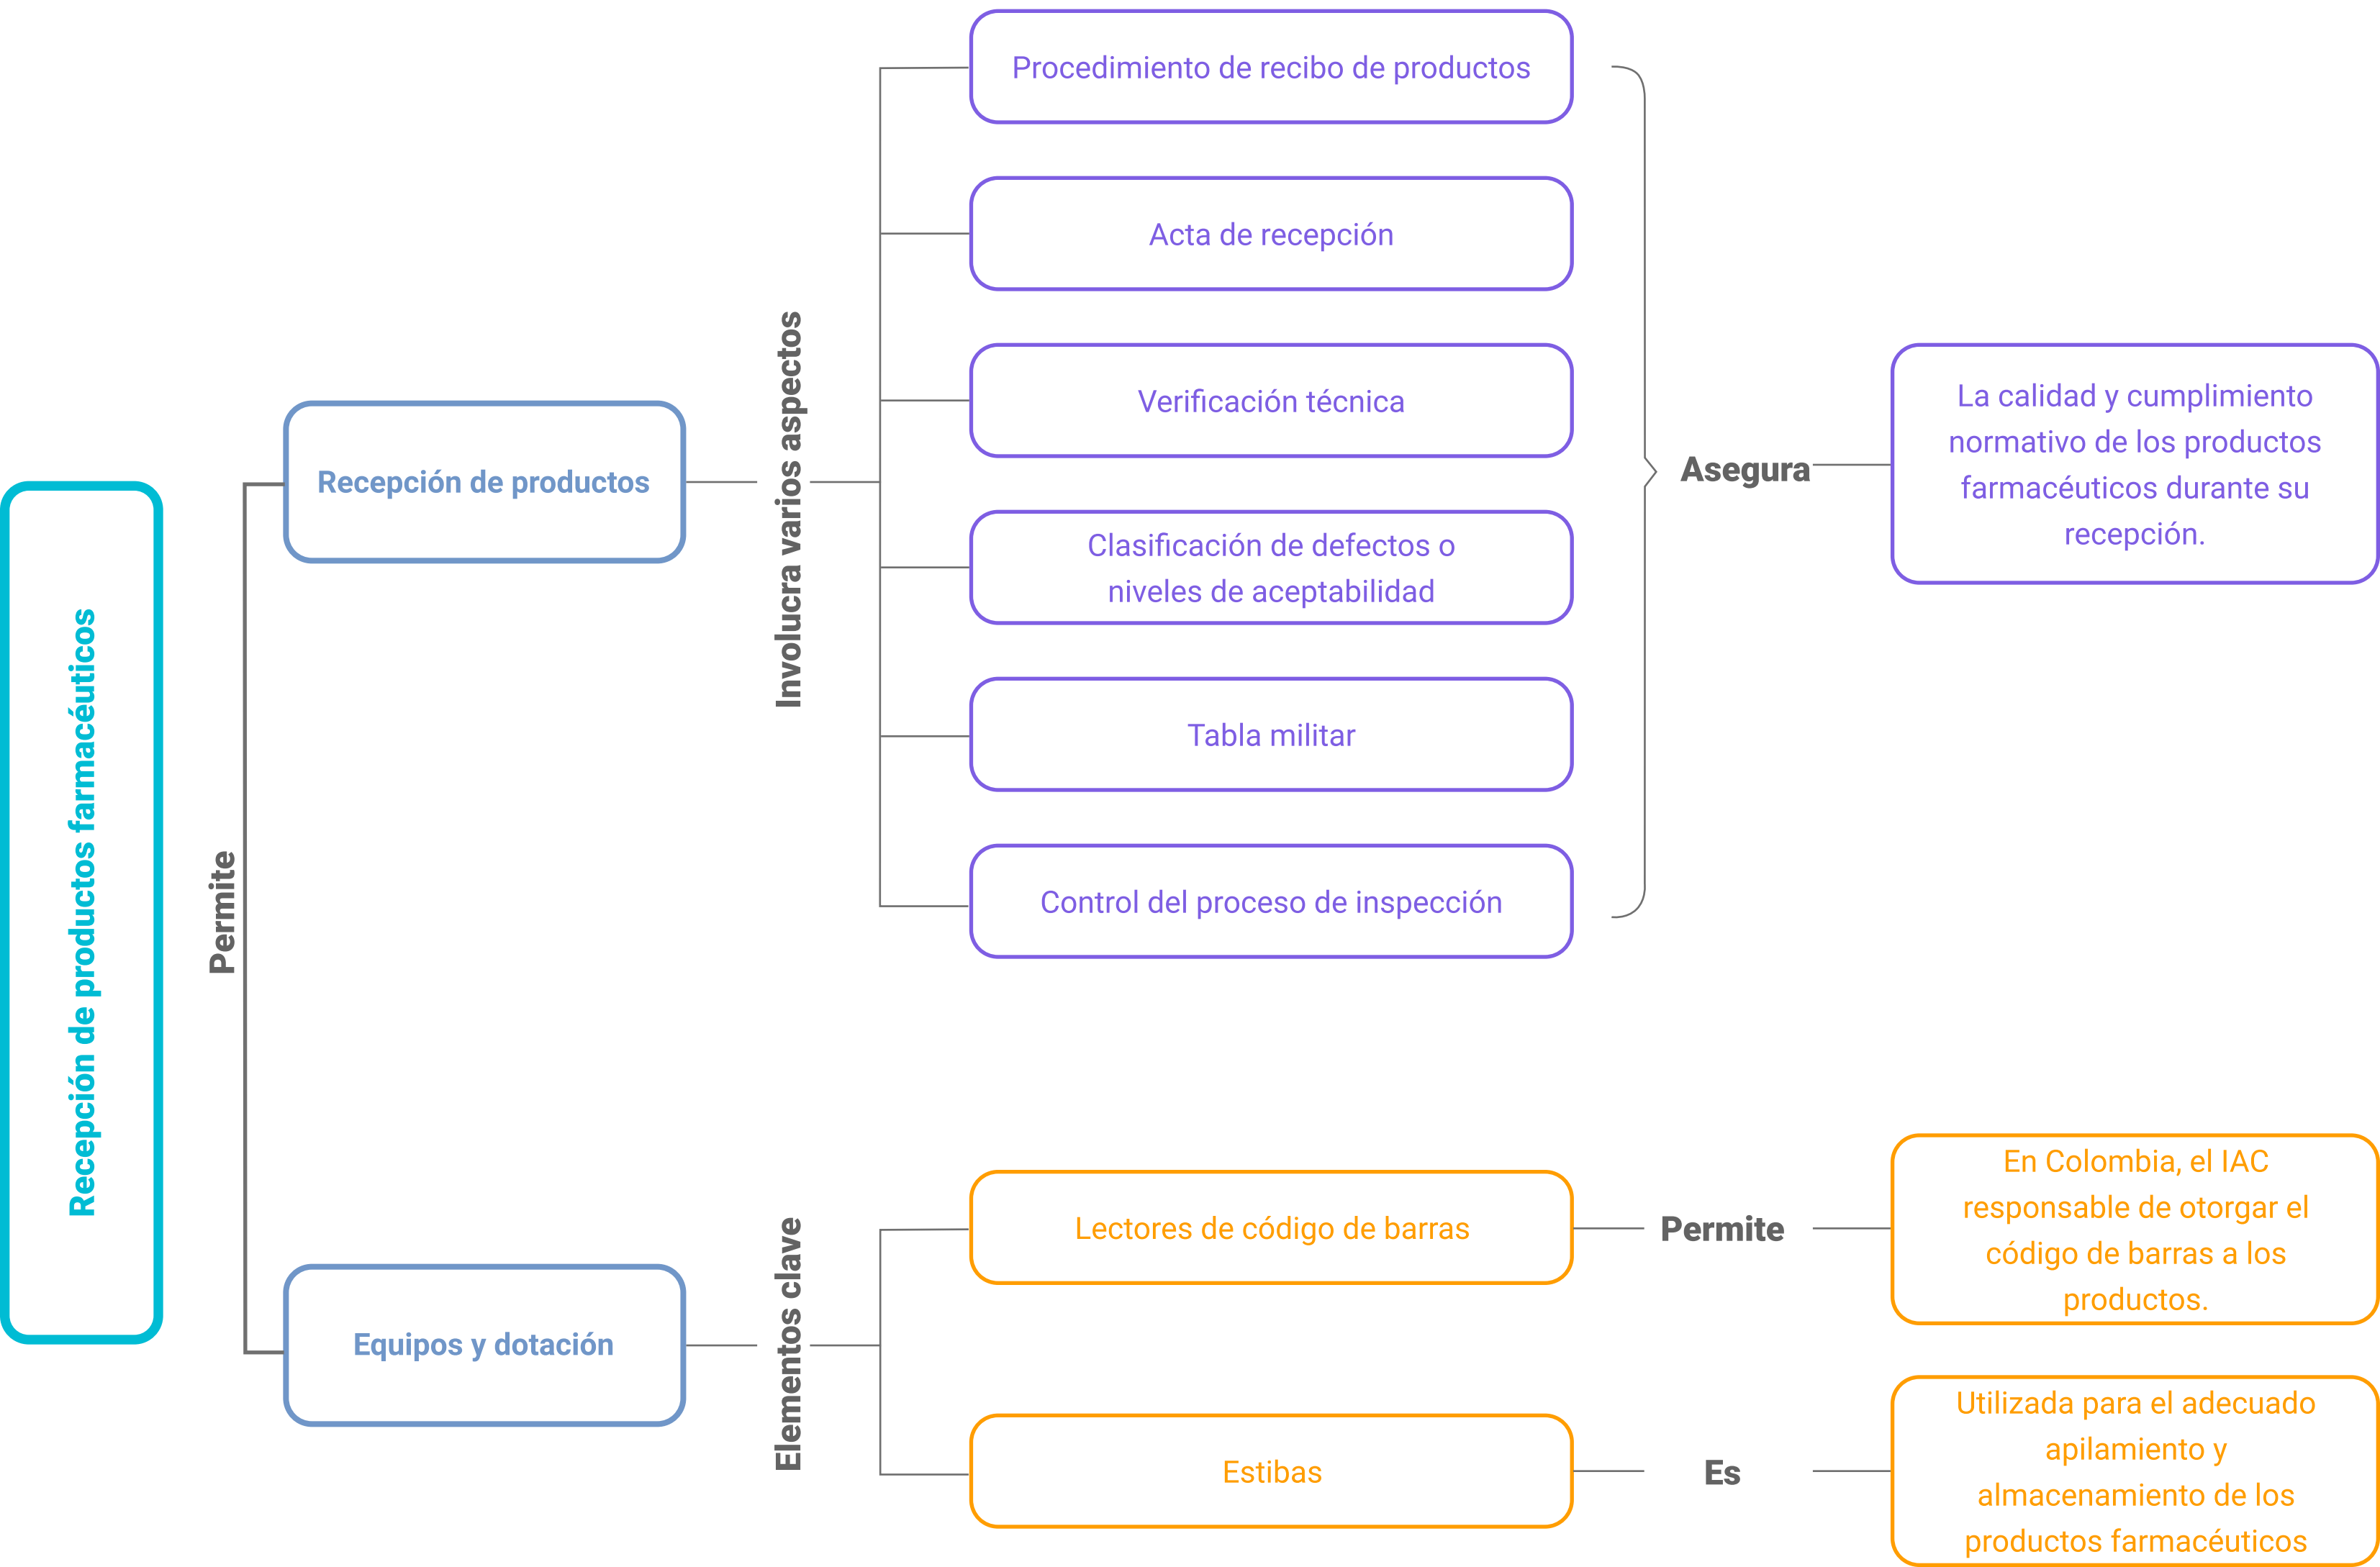 Recepción de productos farmacéuticos
Permite
Recepción de productos
Involucra varios aspectos
Procedimiento de recibo de productos
Acta de recepción
Verificación técnica
Clasificación de defectos o
niveles de aceptabilidad
Tabla militar
Control del proceso de inspección
Asegura
La calidad y cumplimiento
normativo de los productos
farmacéuticos durante su
recepción.
Equipos y dotación
Elementos clave
Lectores de código de barras
Permite
En Colombia, el IAC
responsable de otorgar el
código de barras a los
productos.
Estibas
Es
Utilizada para el adecuado
apilamiento y
almacenamiento de los
productos farmacéuticos